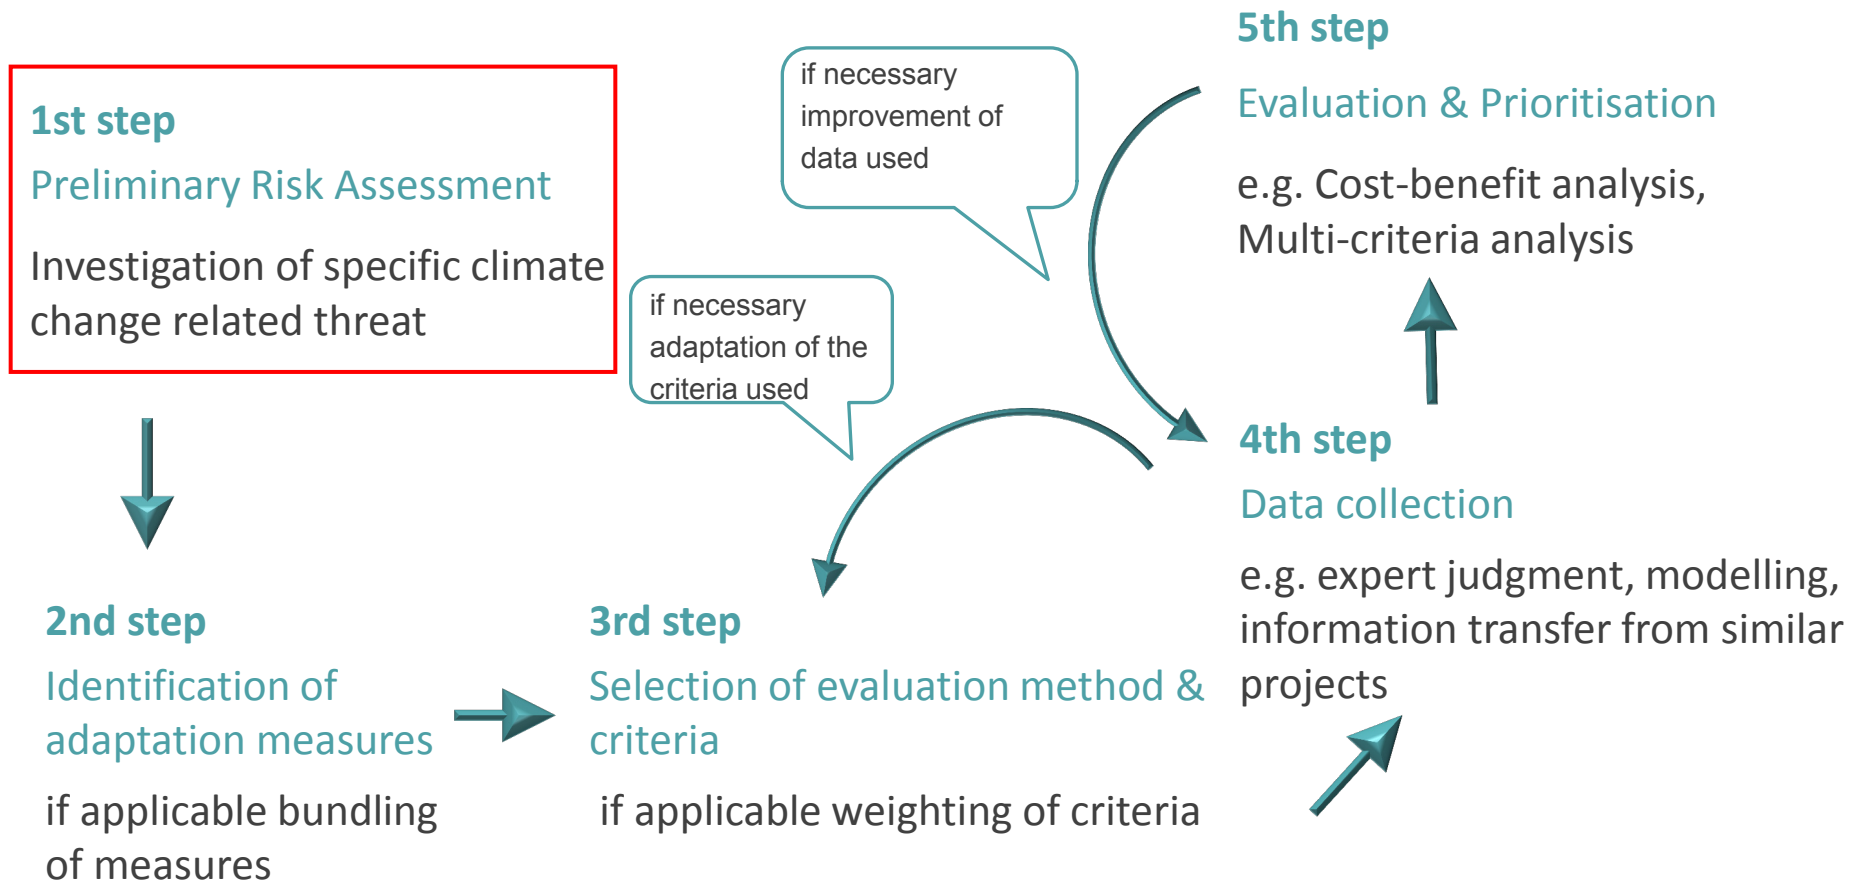 1st step
Preliminary Risk Assessment
Investigation of specific climate
change related threat
2nd step
Identification of
adaptation measures
if applicable bundling
of measures
3rd step
Selection of evaluation method &
criteria
if applicable weighting of criteria
if necessary
adaptation of the
criteria used
4th step
Data collection
e.g. expert judgment, modelling,
information transfer from similar
projects
if necessary
improvement of
data used
5th step
Evaluation & Prioritisation
e.g. Cost-benefit analysis,
Multi-criteria analysis